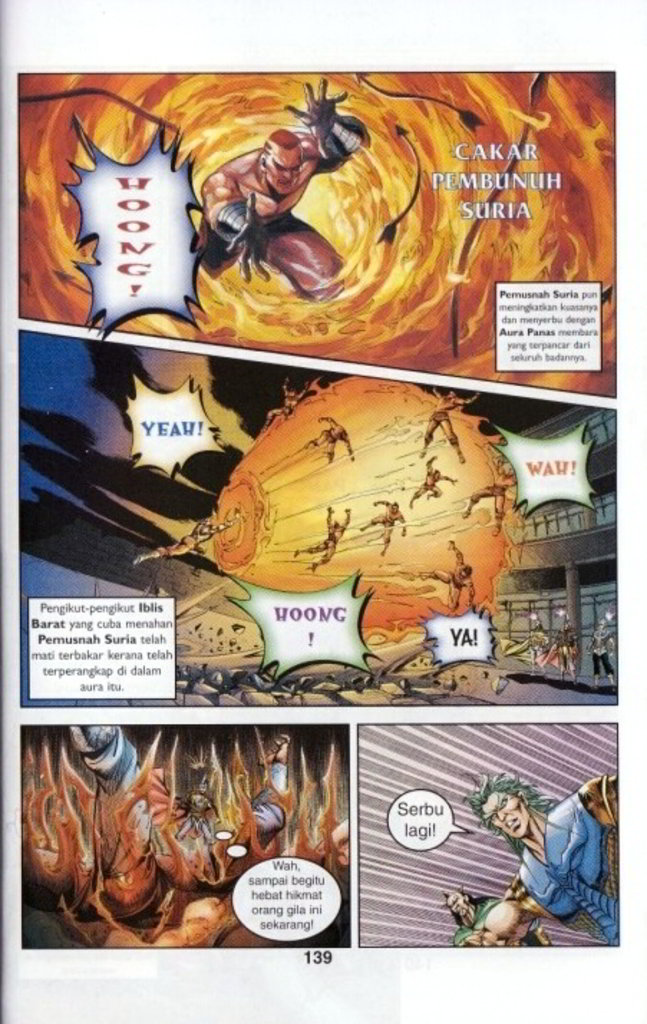 HOONG!
CAKAR
PEMBUNUH
SURIA
Pemusnah Suria pun
meningkatkan kuasanya
dan menyerbu dengan
Aura Panas membara
yang terpancar dari
seluruh badannya.
YEAH!
WAH!
Pengikut-pengikut Iblis
Barat yang cuba menahan
Pemusnah Suria telah
mati terbakar kerana telah
terperangkap di dalam
aura itu.
HOONG
!
YA!
Wah,
sampai begitu
hebat hikmat
orang gila ini
sekarang!
Serbu
lagi!
139